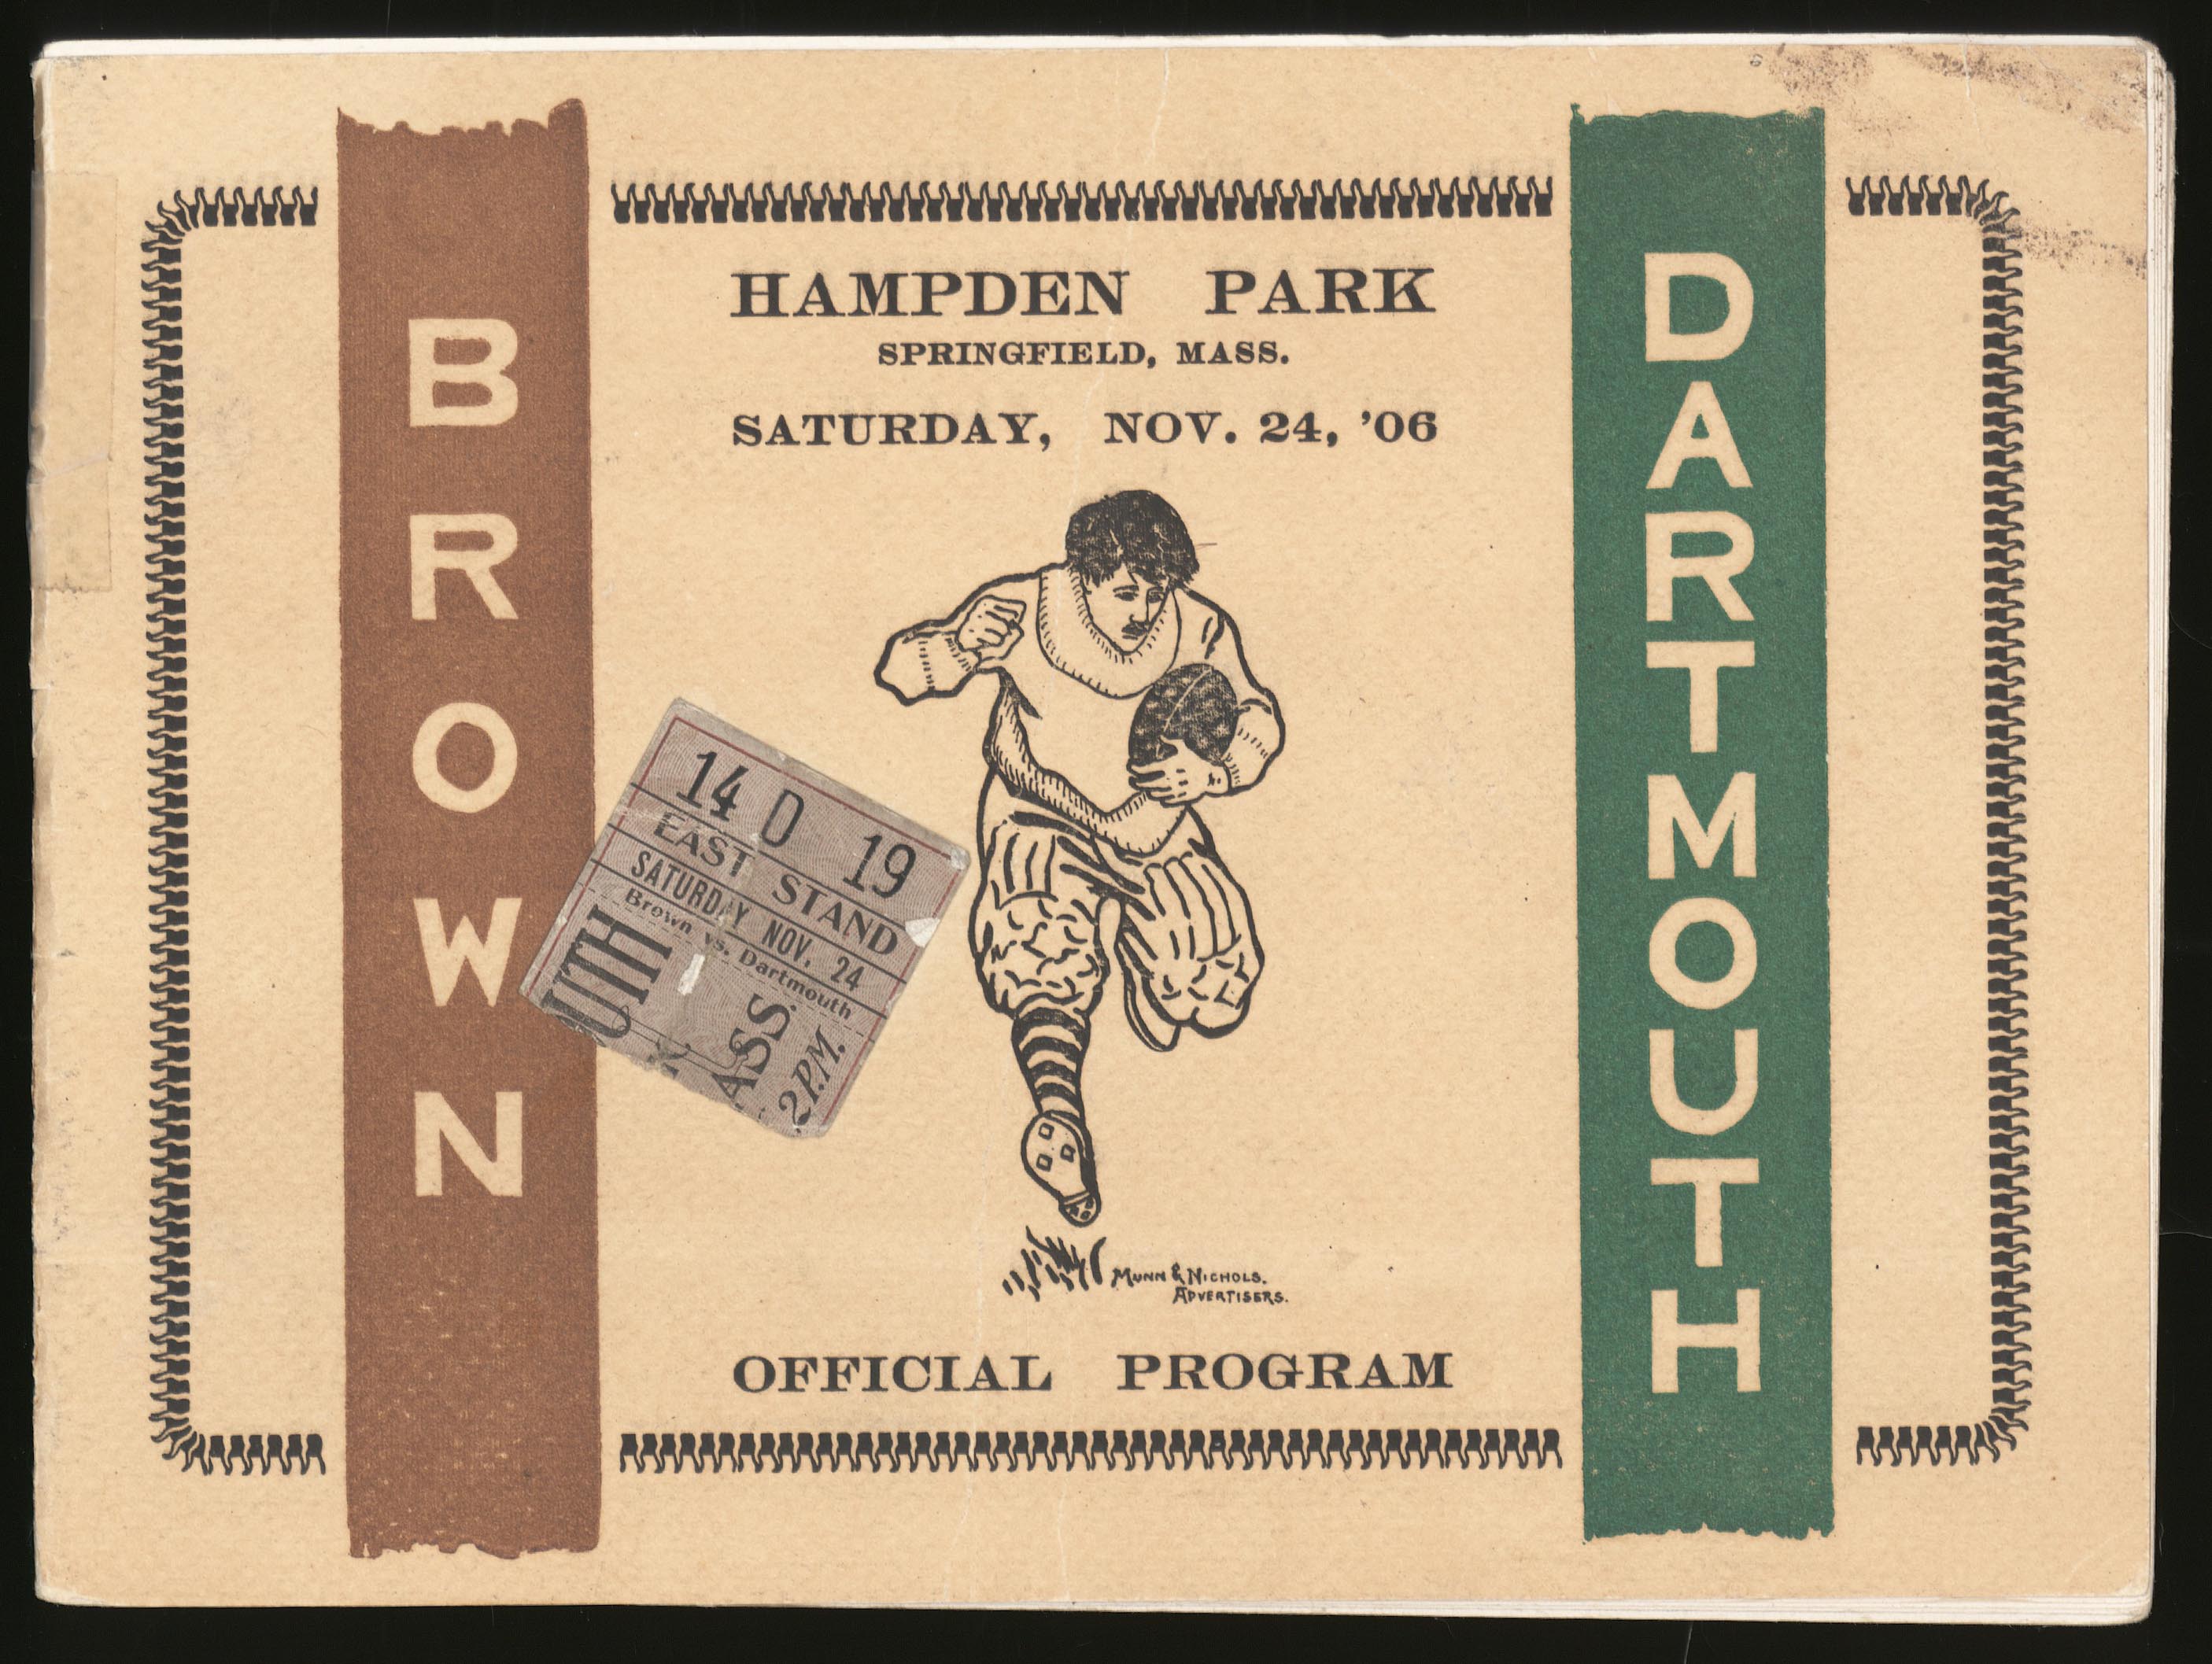 BROWN
HAMPDEN PARK
SPRINGFIELD, MASS.
SATURDAY, NOV. 24, '06
14 D 19
EAST STAND
SATURDAY NOV. 24
Brown vs. Dartmouth
UTH
K
ASS.
2 P.M.
MUNN & NICHOLS.
ADVERTISERS.
OFFICIAL PROGRAM
DARTMOUTH